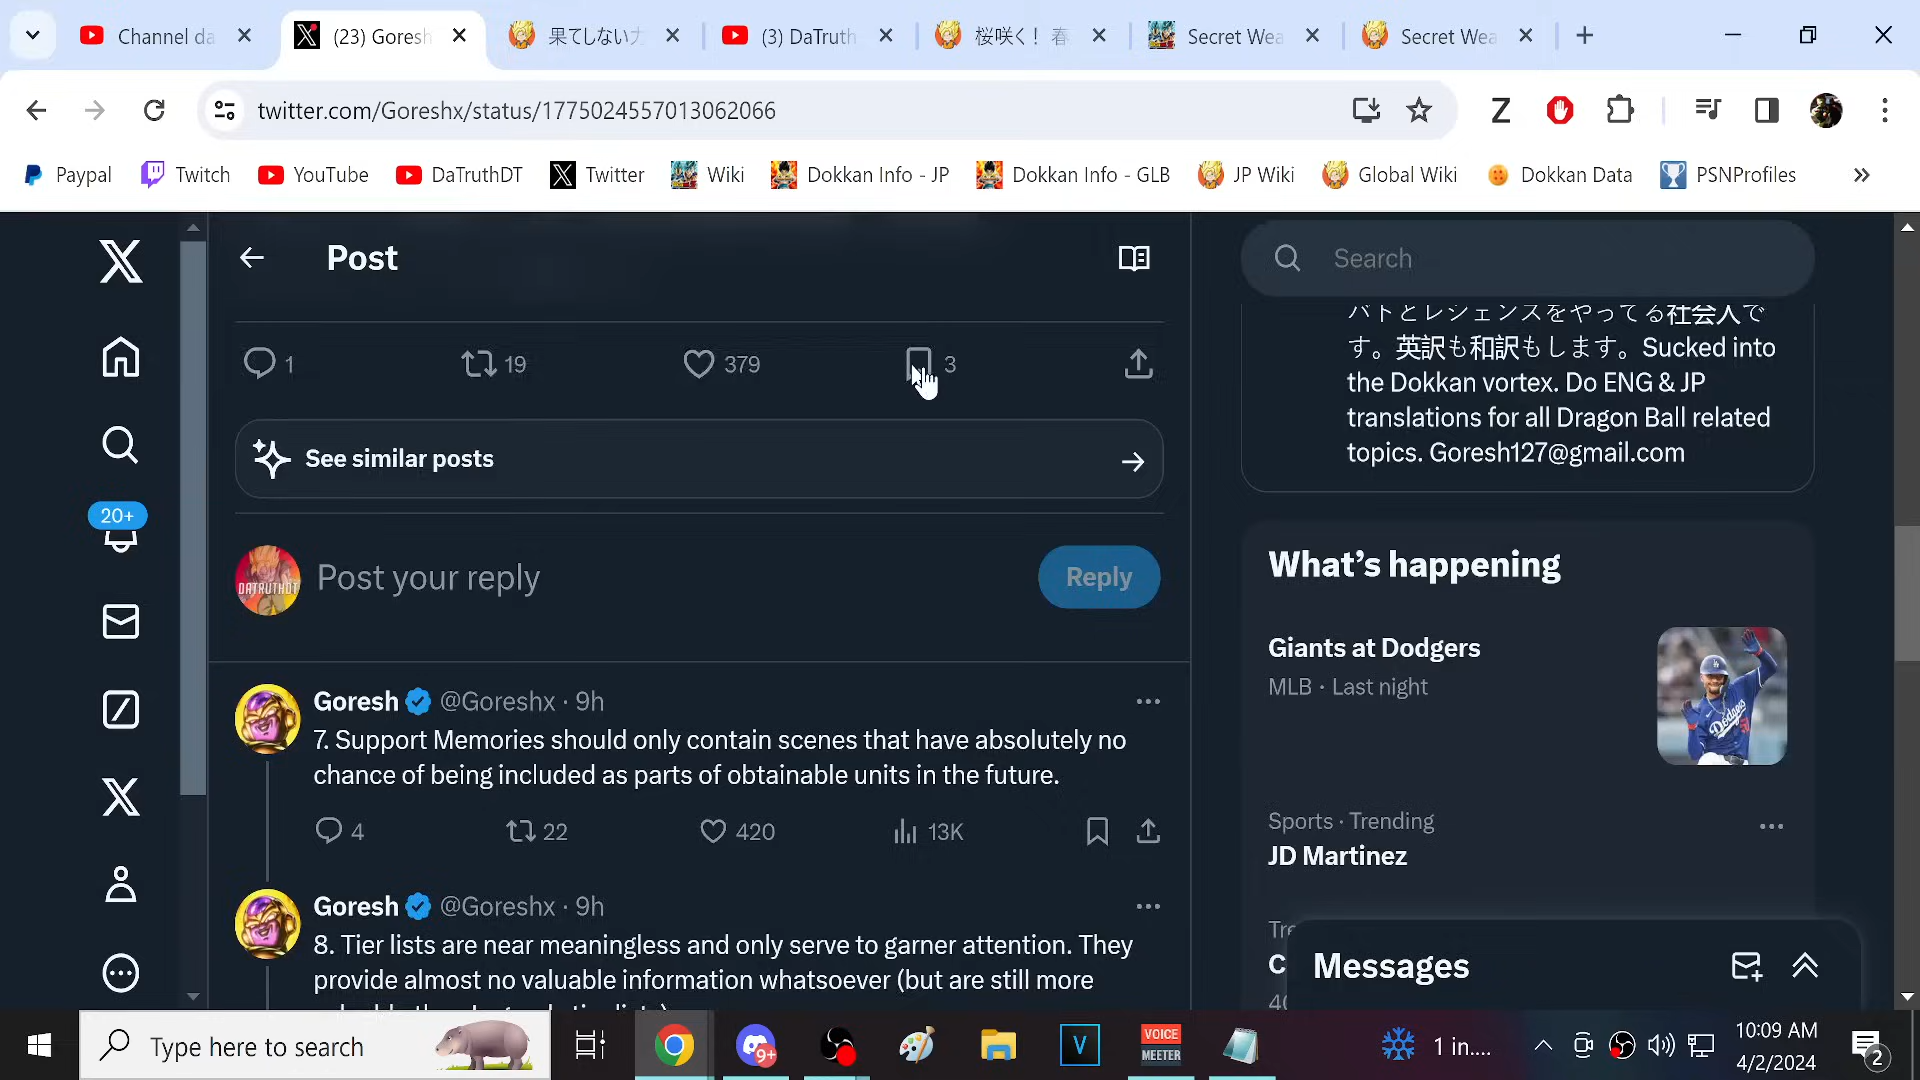 Channel da
(23) Goresh
果てしない力
(3) DaTruth
桜咲く！ 春
Secret Wea
Secret Wea
twitter.com/Goreshx/status/1775024557013062066
Z
Paypal
Twitch
YouTube
DaTruthDT
Twitter
Wiki
Dokkan Info - JP
Dokkan Info - GLB
JP Wiki
Global Wiki
Dokkan Data
PSNProfiles
Post
Search
1
19
379
3
See similar posts
DATRUTHDT
Post your reply
Reply
Goresh @Goreshx · 9h
7. Support Memories should only contain scenes that have absolutely no
chance of being included as parts of obtainable units in the future.
4
22
420
13K
Goresh @Goreshx · 9h
8. Tier lists are near meaningless and only serve to garner attention. They
provide almost no valuable information whatsoever (but are still more
20+
バトとレジェンズをやってる社会人で
す。英訳も和訳もします。Sucked into
the Dokkan vortex. Do ENG & JP
translations for all Dragon Ball related
topics. Goresh127@gmail.com
What's happening
Giants at Dodgers
MLB · Last night
Dodgers
Sports · Trending
JD Martinez
Messages
Type here to search
9+
V
VOICE
MEETER
1 in....
10:09 AM
4/2/2024
2